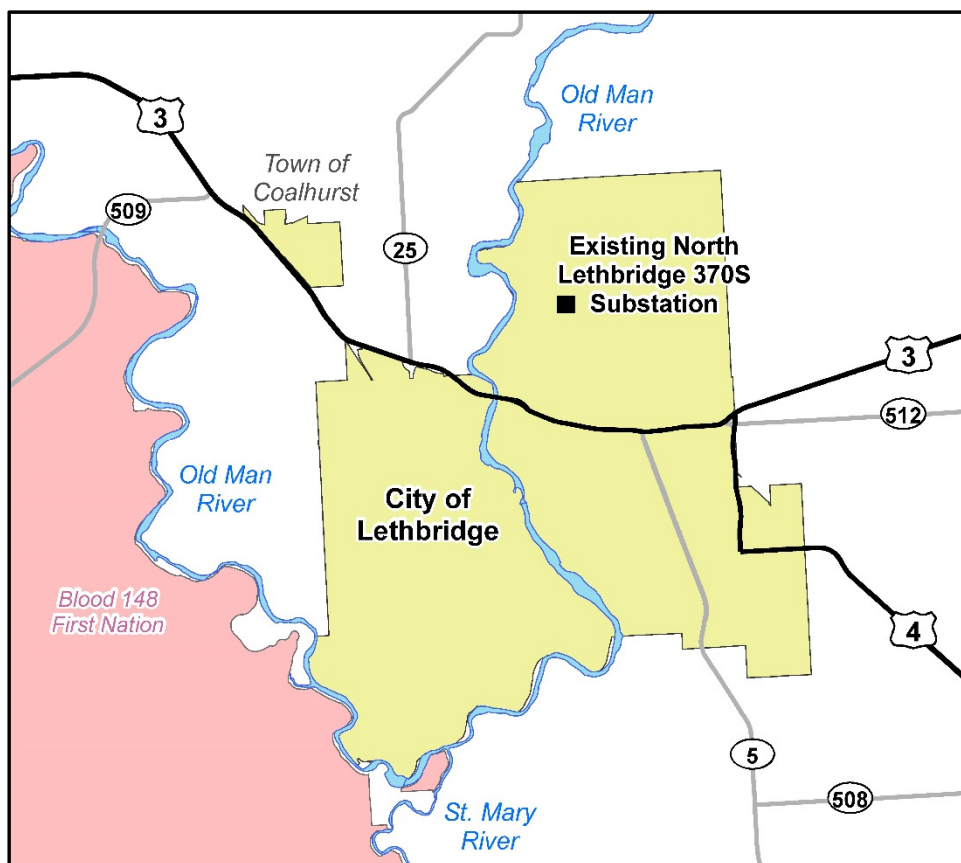 Old Man
River
3
Town of
Coalhurst
509
25
Existing North
Lethbridge 370S
Substation
3
512
Old Man
River
City of
Lethbridge
Blood 148
First Nation
4
5
508
St. Mary
River